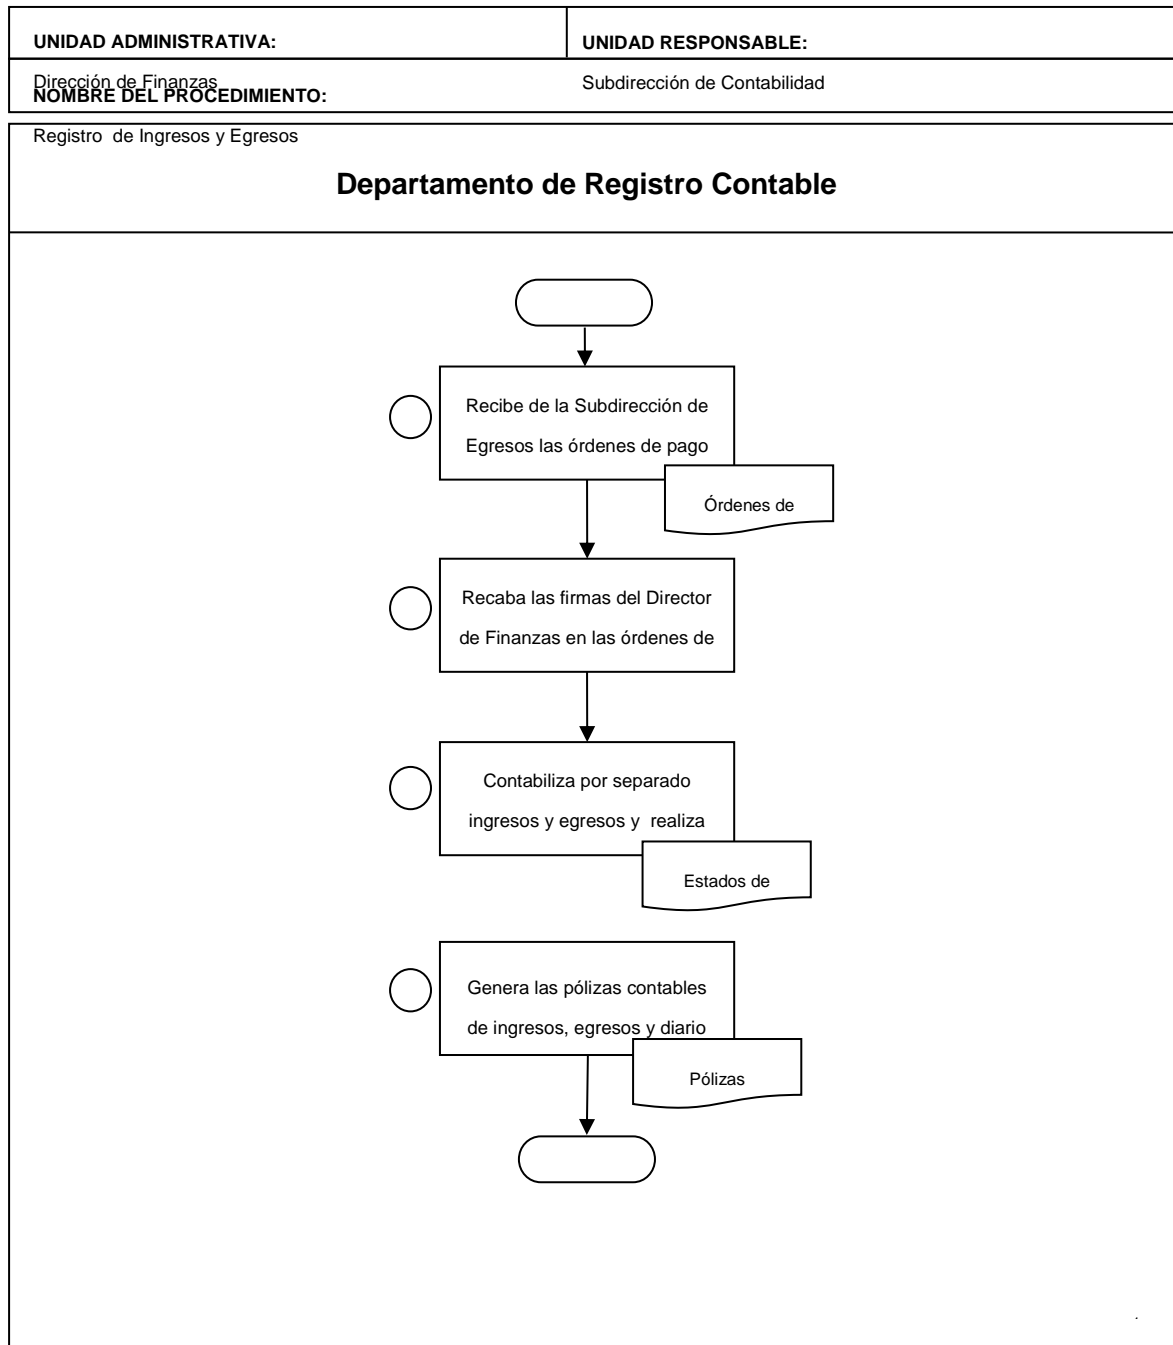 UNIDAD ADMINISTRATIVA:
UNIDAD RESPONSABLE:
Dirección de Finanzas
Subdirección de Contabilidad
NOMBRE DEL PROCEDIMIENTO:
Registro de Ingresos y Egresos
Departamento de Registro Contable
Recibe de la Subdirección de
Egresos las órdenes de pago
Órdenes de
Recaba las firmas del Director
de Finanzas en las órdenes de
Contabiliza por separado
ingresos y egresos y realiza
Estados de
Genera las pólizas contables
de ingresos, egresos y diario
Pólizas
.